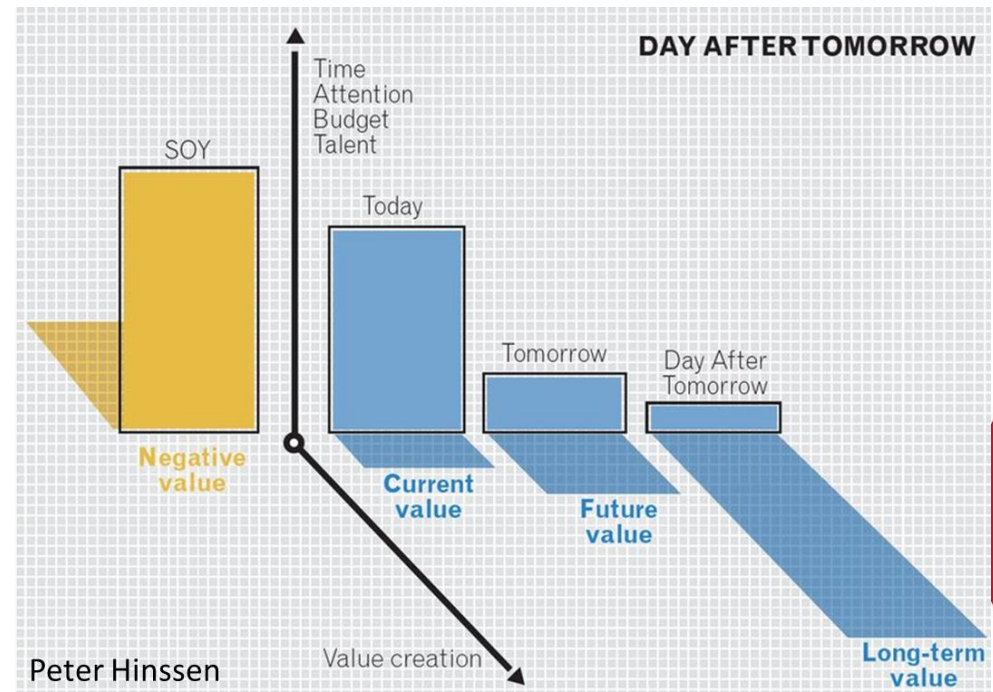 DAY AFTER TOMORROW
Time
Attention
Budget
Talent
SOY
Today
Tomorrow
Day After
Tomorrow
Negative
value
Current
value
Future
value
Long-term
value
Value creation
Peter Hinssen